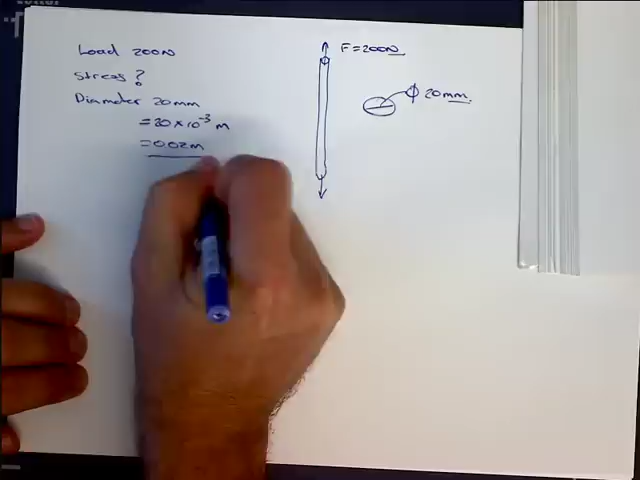 Load 200N
Stress?
Diameter 20mm
=20×10⁻³ m
=0.02m
F=200N
ϕ 20mm